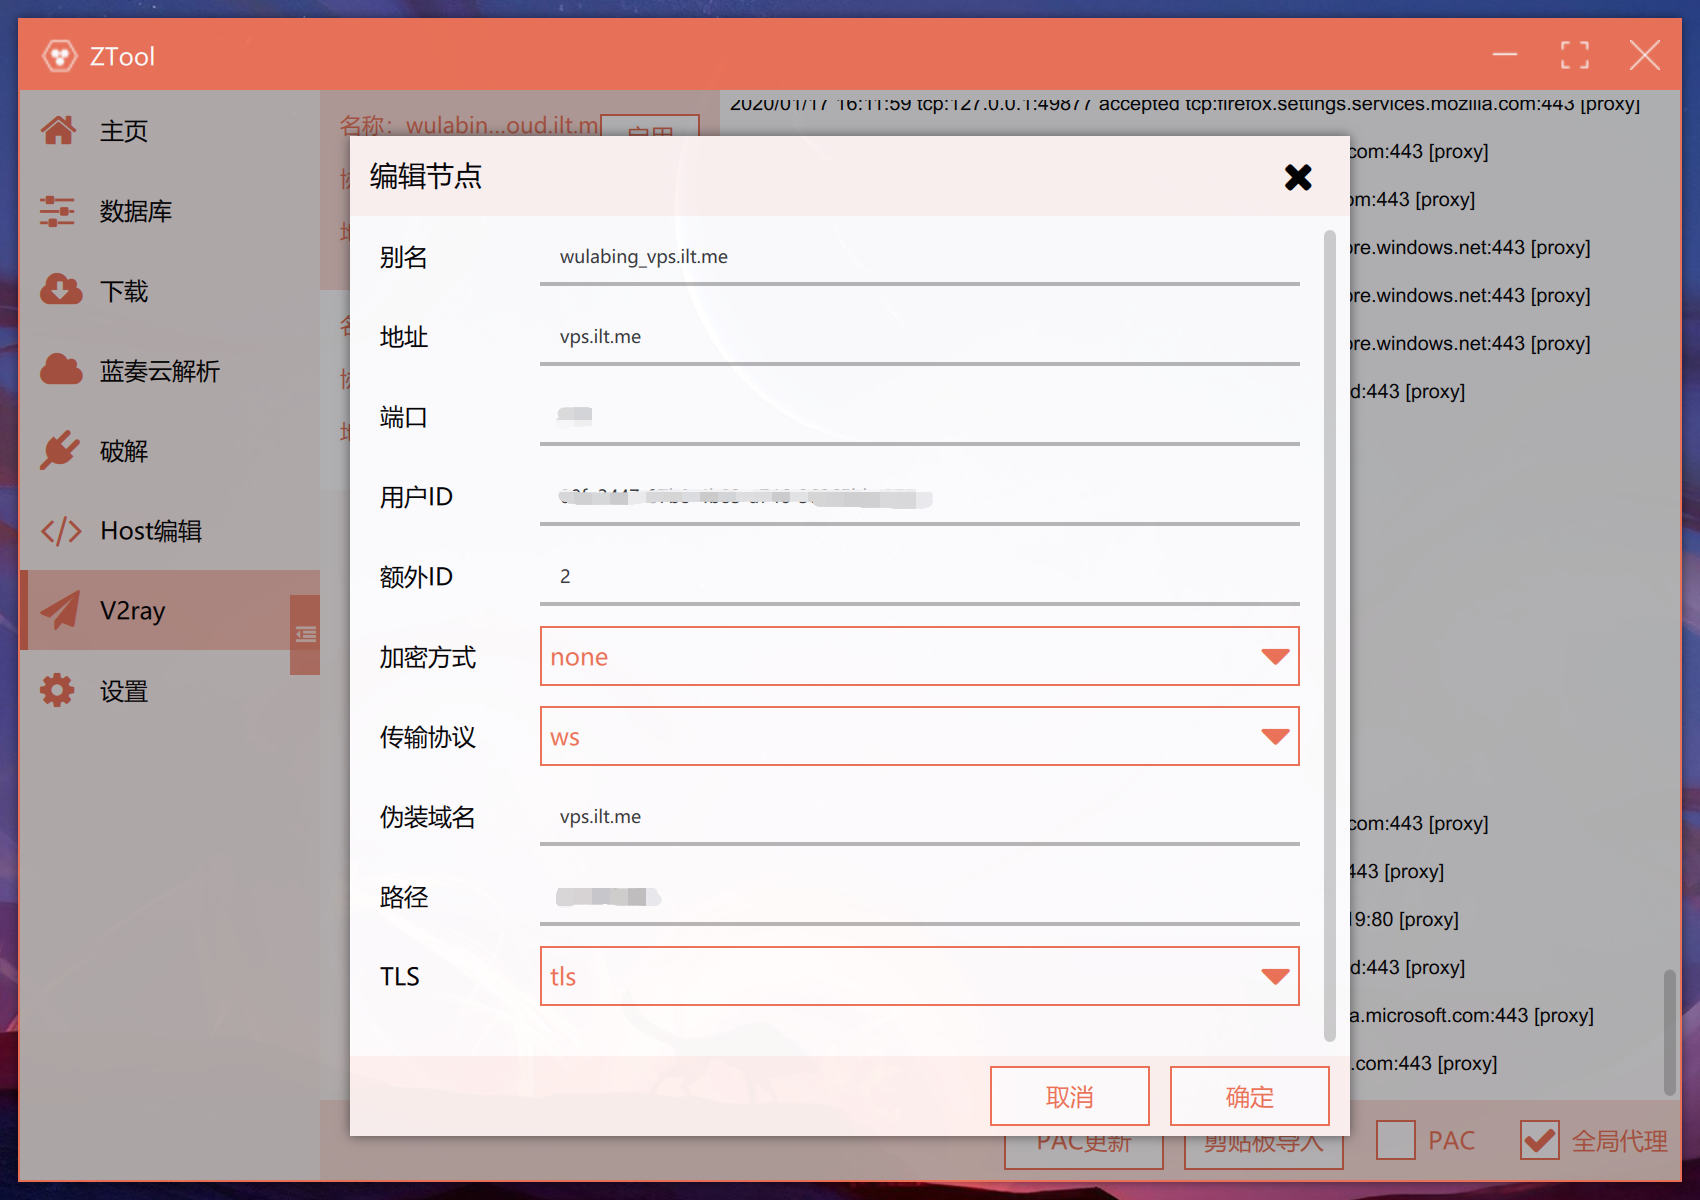 ZTool
主页
数据库
下载
蓝奏云解析
破解
Host编辑
V2ray
设置
名称：wulabin...oud.ilt.m
启用
2020/01/17 16:11:59 tcp:127.0.0.1:49877 accepted tcp:firefox.settings.services.mozilla.com:443 [proxy]
com:443 [proxy]
om:443 [proxy]
ore.windows.net:443 [proxy]
ore.windows.net:443 [proxy]
ore.windows.net:443 [proxy]
d:443 [proxy]
com:443 [proxy]
443 [proxy]
19:80 [proxy]
d:443 [proxy]
a.microsoft.com:443 [proxy]
.com:443 [proxy]
编辑节点
别名
wulabing_vps.ilt.me
地址
vps.ilt.me
端口
用户ID
额外ID
2
加密方式
none
传输协议
ws
伪装域名
vps.ilt.me
路径
TLS
tls
取消
确定
PAC更新
剪贴板导入
PAC
全局代理